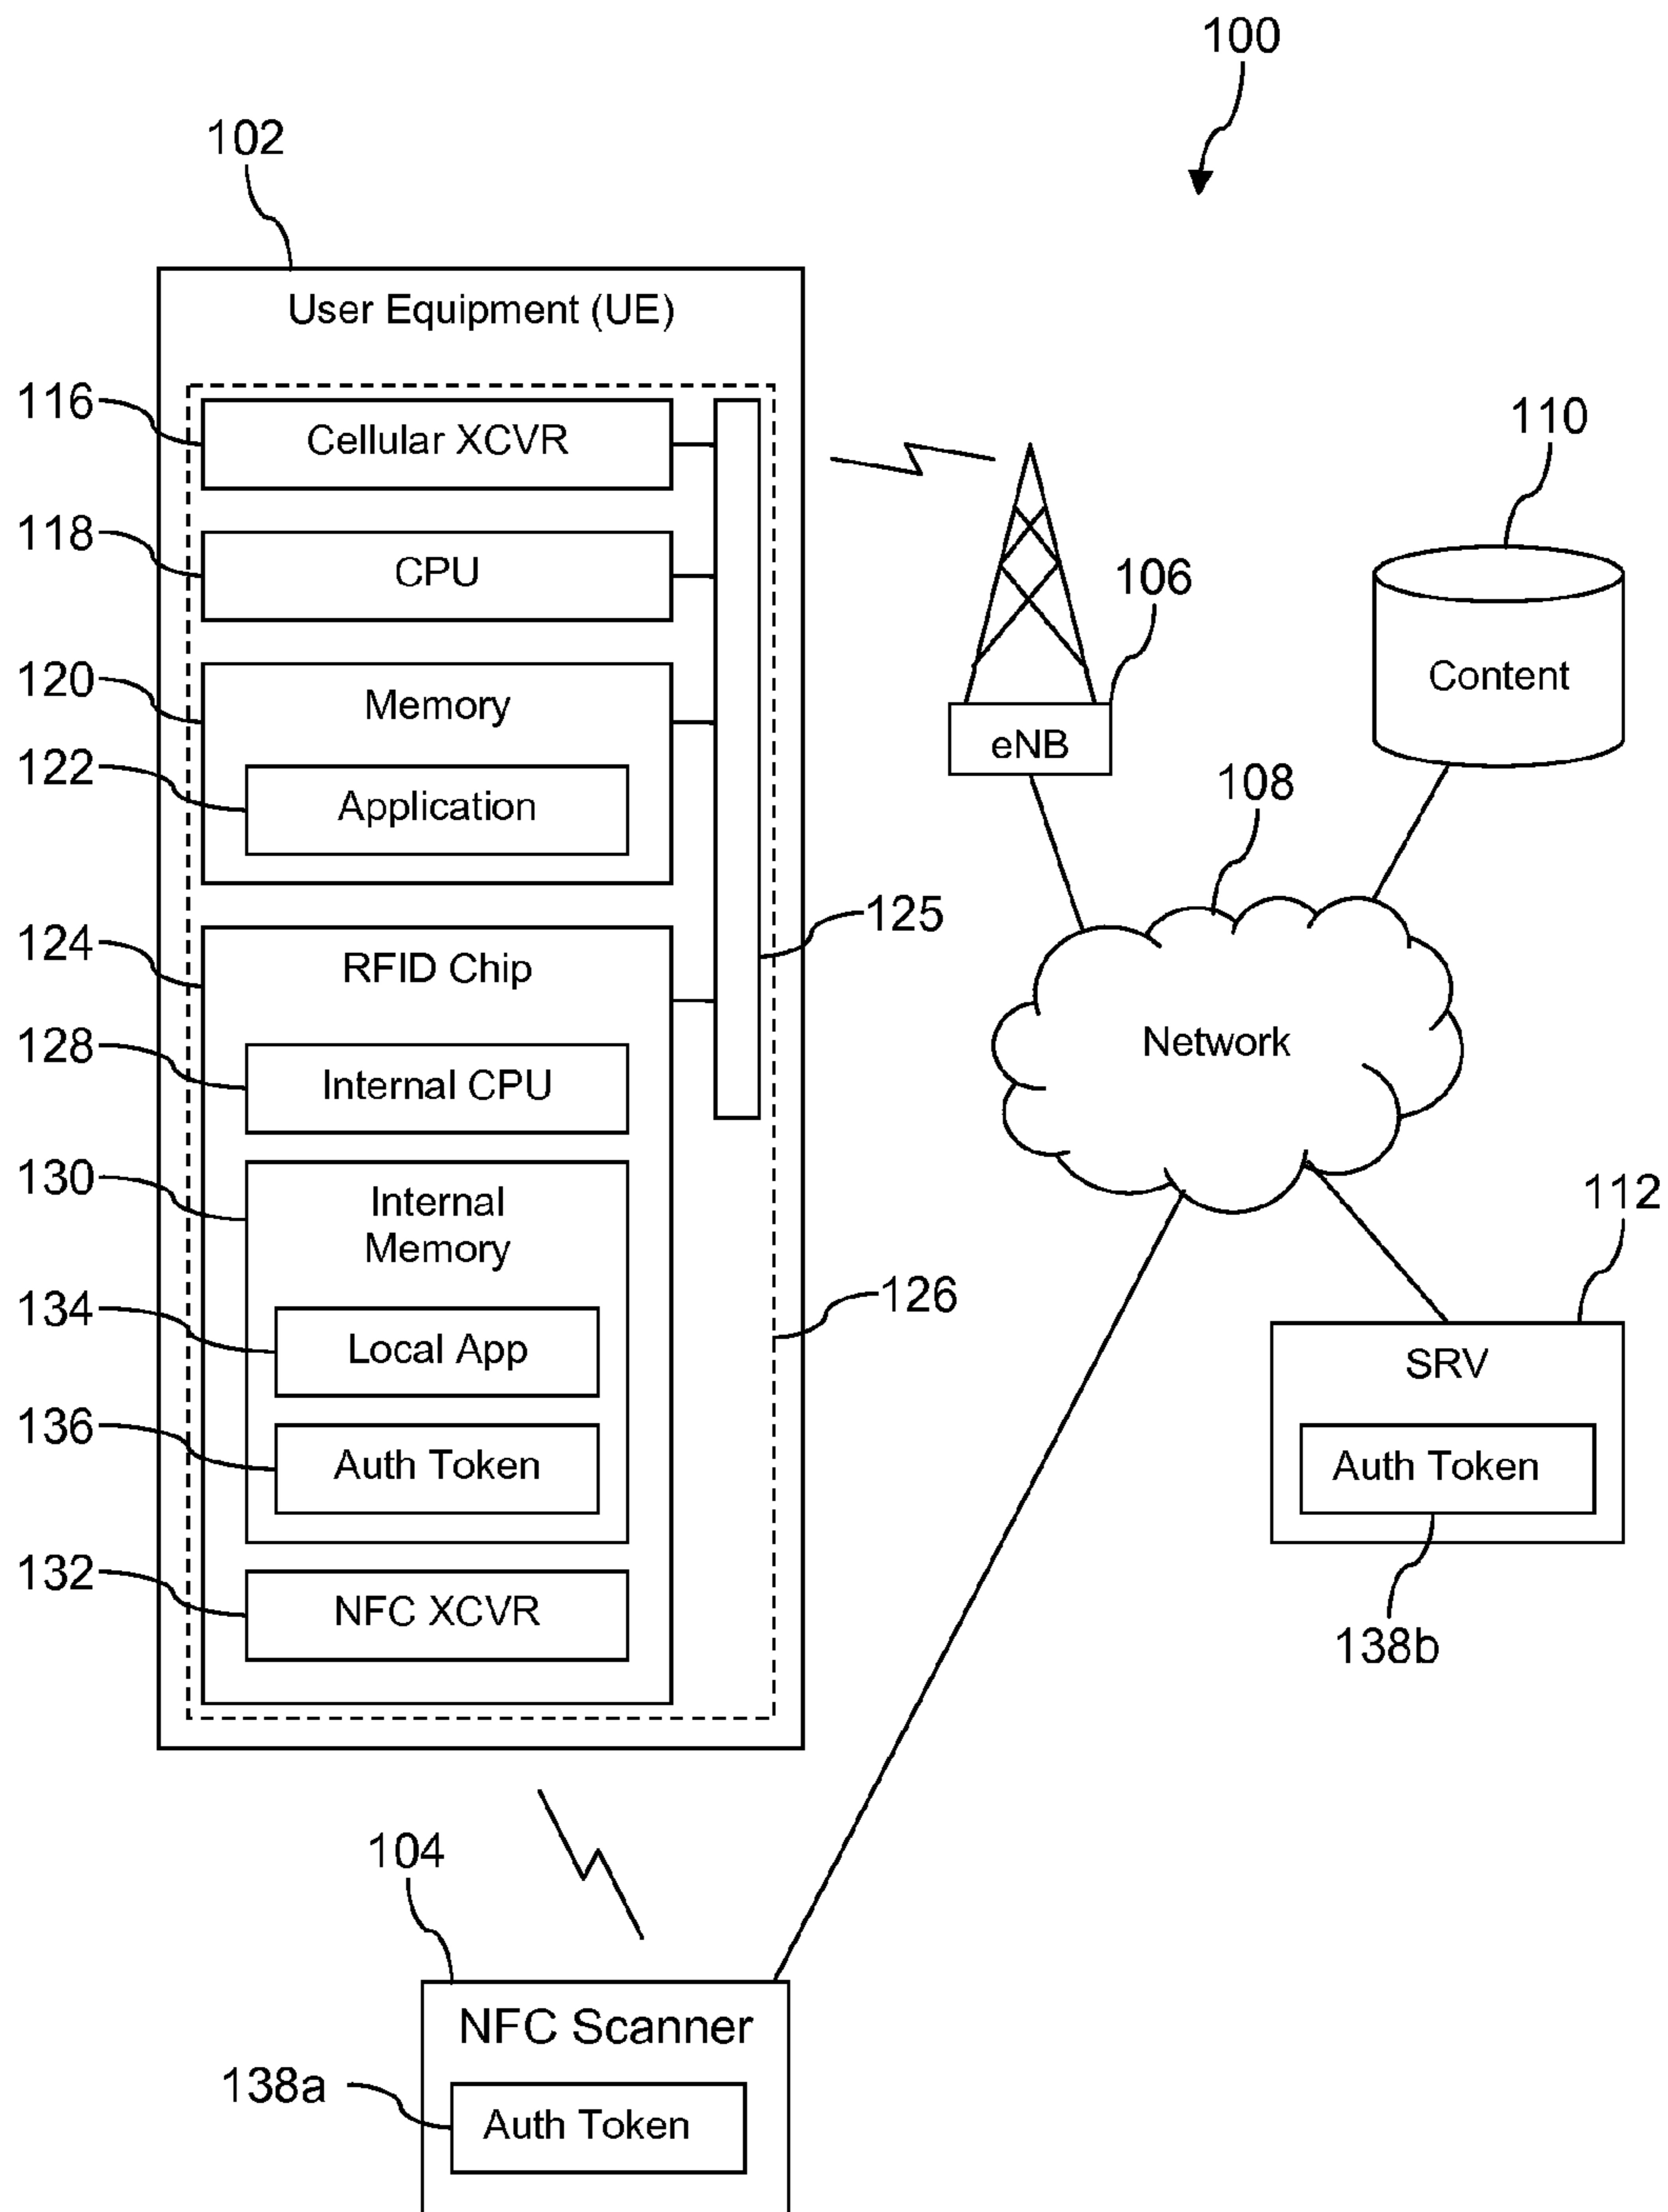 100
102
User Equipment (UE)
116
Cellular XCVR
110
118
CPU
106
120
Memory
Content
eNB
122
Application
108
125
124
RFID Chip
Network
128
Internal CPU
130
Internal
Memory
112
126
134
Local App
SRV
136
Auth Token
Auth Token
132
NFC XCVR
138b
104
NFC Scanner
138a
Auth Token